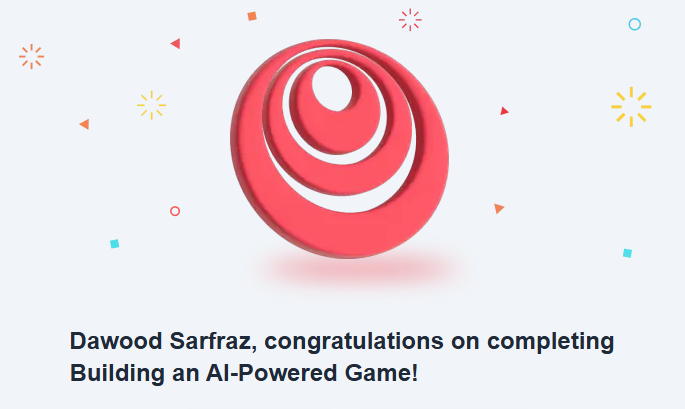 Dawood Sarfraz, congratulations on completing
Building an AI-Powered Game!